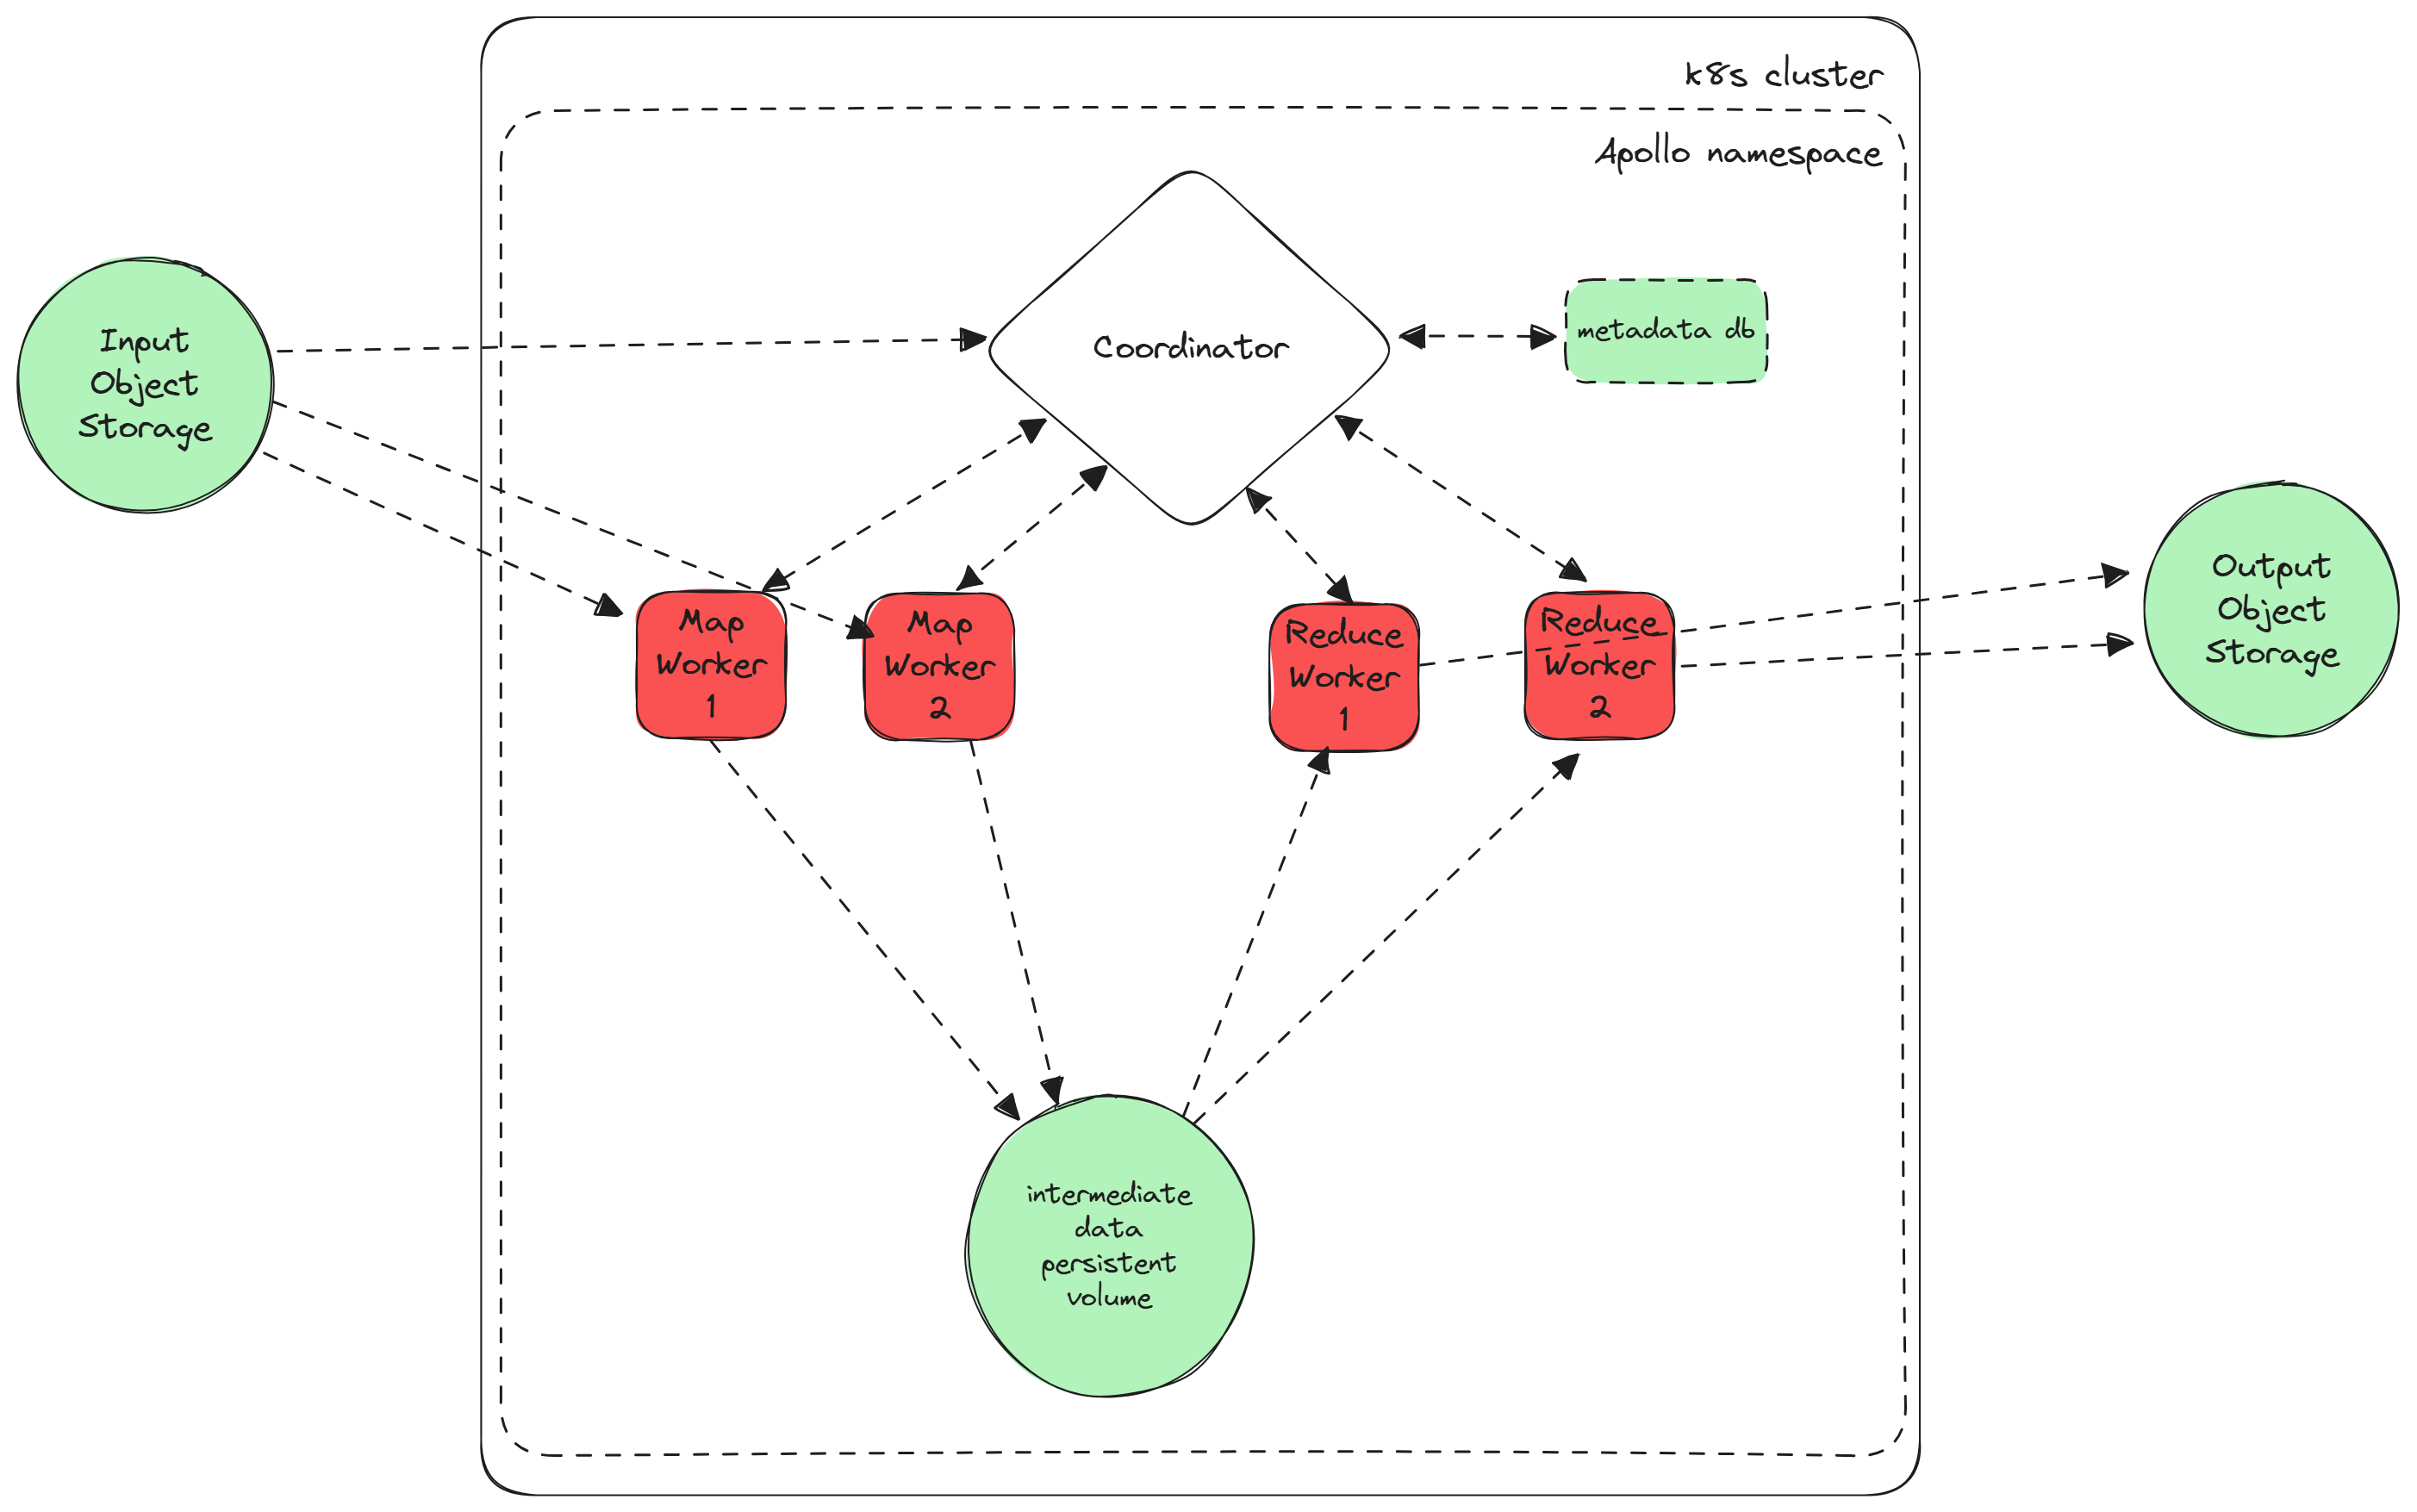 k8s cluster
Apollo namespace
Input
Object
Storage
Coordinator
metadata db
Map
Worker
1
Map
Worker
2
Reduce
Worker
1
Reduce
Worker
2
Output
Object
Storage
intermediate
data
persistent
volume